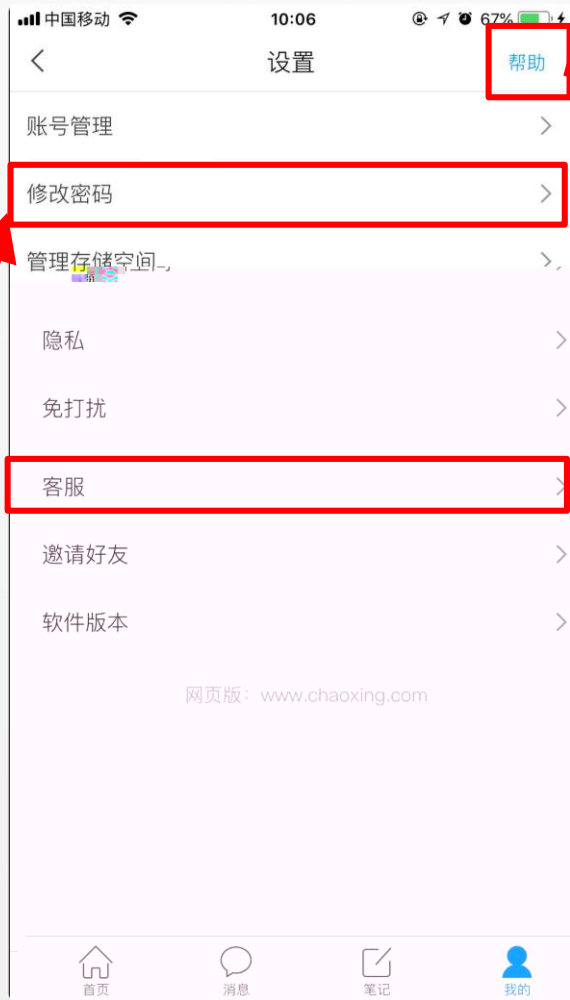 中国移动 10:06 67%
设置 帮助
账号管理
修改密码
管理存储空间
隐私
免打扰
客服
邀请好友
软件版本
网页版：www.chaoxing.com
首页 消息 笔记 我的